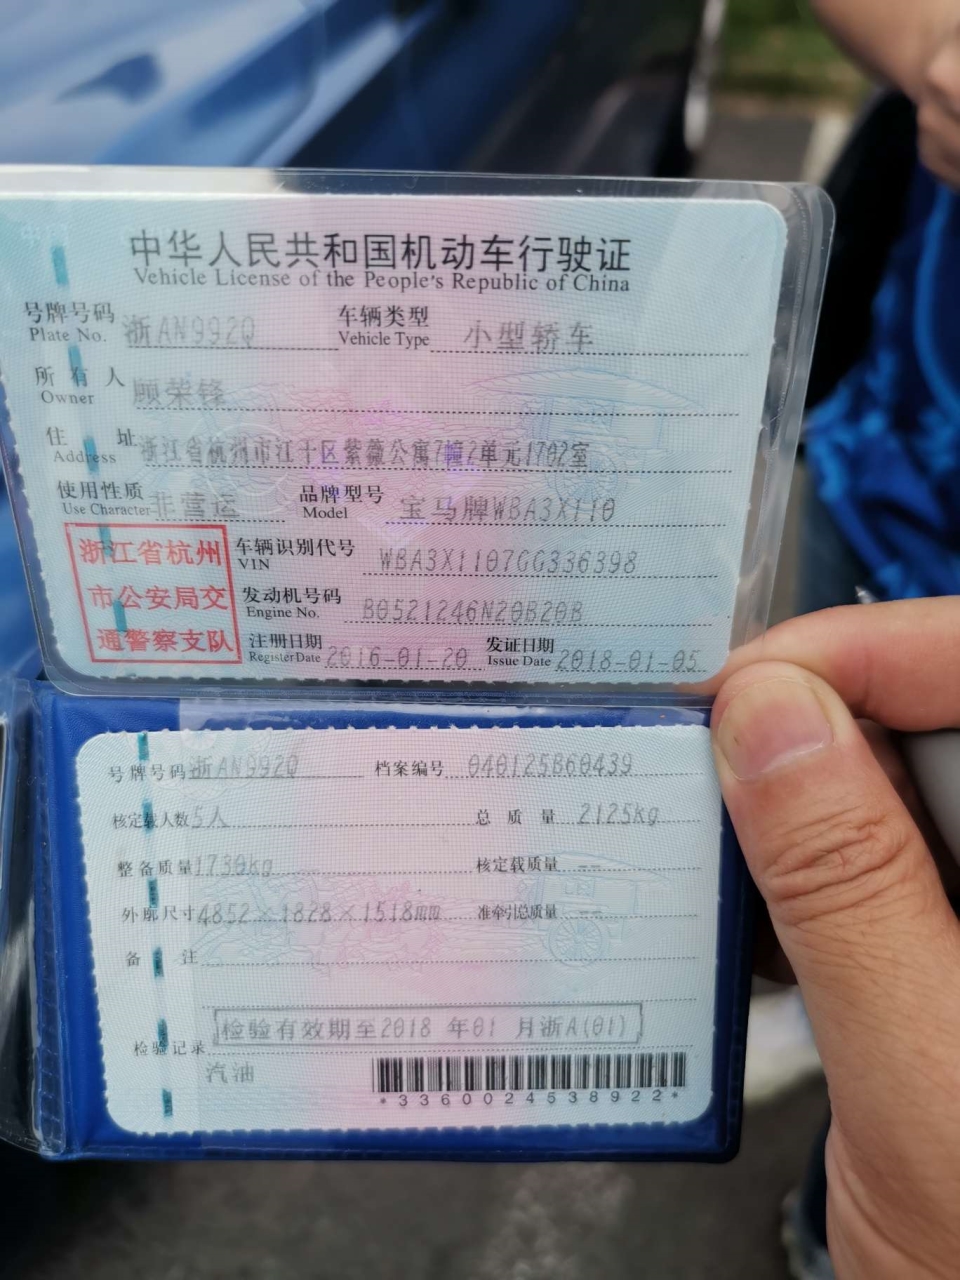 中华人民共和国机动车行驶证
Vehicle License of the People's Republic of China
号牌号码 浙AN992Q 车辆类型 小型轿车
Plate No. Vehicle Type
所有人 顾荣锋
Owner
住址 浙江省杭州市江干区紫薇公寓7幢2单元1702室
Address
使用性质 非营运 品牌型号 宝马牌WBA3X110
Use Character Model
浙江省杭州
市公安局交
通警察支队
车辆识别代号 WBA3X1107GG336398
VIN
发动机号码 B0521246N20B20B
Engine No.
注册日期 2016-01-20 发证日期 2018-01-05
Register Date Issue Date
号牌号码 浙AN992Q 档案编号 040125860439
核定载人数 5人 总质量 2125kg
整备质量 1730kg 核定载质量 --
外廓尺寸 4852×1828×1518mm 准牵引总质量 --
备注
检验有效期至2018 年01 月浙A(01)
检验记录
汽油
*3360024538922*